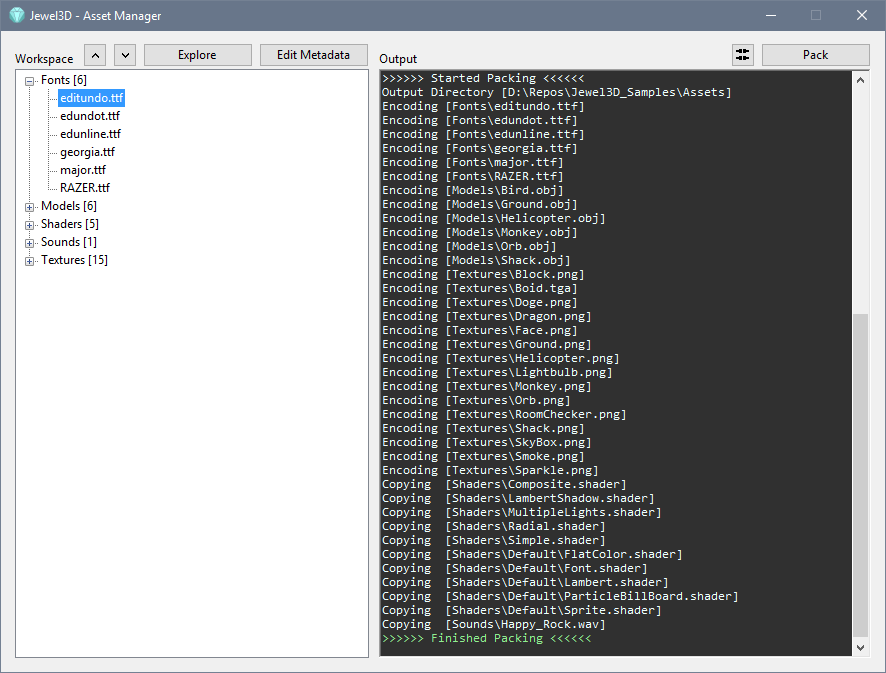 Jewel3D - Asset Manager
Workspace
Explore
Edit Metadata
Output
Pack
Fonts [6]
editundo.ttf
edundot.ttf
edunline.ttf
georgia.ttf
major.ttf
RAZER.ttf
Models [6]
Shaders [5]
Sounds [1]
Textures [15]
>>>>>> Started Packing <<<<<<
Output Directory [D:\Repos\Jewel3D_Samples\Assets]
Encoding [Fonts\editundo.ttf]
Encoding [Fonts\edundot.ttf]
Encoding [Fonts\edunline.ttf]
Encoding [Fonts\georgia.ttf]
Encoding [Fonts\major.ttf]
Encoding [Fonts\RAZER.ttf]
Encoding [Models\Bird.obj]
Encoding [Models\Ground.obj]
Encoding [Models\Helicopter.obj]
Encoding [Models\Monkey.obj]
Encoding [Models\Orb.obj]
Encoding [Models\Shack.obj]
Encoding [Textures\Block.png]
Encoding [Textures\Boid.tga]
Encoding [Textures\Doge.png]
Encoding [Textures\Dragon.png]
Encoding [Textures\Face.png]
Encoding [Textures\Ground.png]
Encoding [Textures\Helicopter.png]
Encoding [Textures\Lightbulb.png]
Encoding [Textures\Monkey.png]
Encoding [Textures\Orb.png]
Encoding [Textures\RoomChecker.png]
Encoding [Textures\Shack.png]
Encoding [Textures\SkyBox.png]
Encoding [Textures\Smoke.png]
Encoding [Textures\Sparkle.png]
Copying  [Shaders\Composite.shader]
Copying  [Shaders\LambertShadow.shader]
Copying  [Shaders\MultipleLights.shader]
Copying  [Shaders\Radial.shader]
Copying  [Shaders\Simple.shader]
Copying  [Shaders\Default\FlatColor.shader]
Copying  [Shaders\Default\Font.shader]
Copying  [Shaders\Default\Lambert.shader]
Copying  [Shaders\Default\ParticleBillBoard.shader]
Copying  [Shaders\Default\Sprite.shader]
Copying  [Sounds\Happy_Rock.wav]
>>>>>> Finished Packing <<<<<<